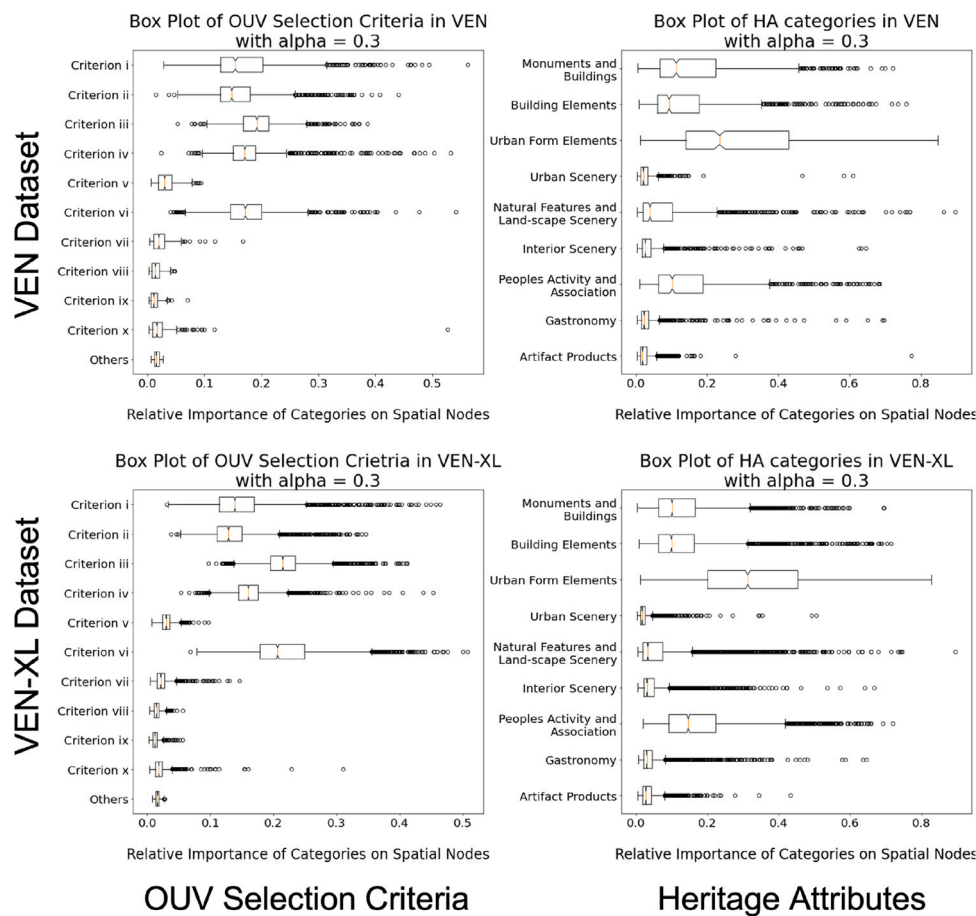 Box Plot of OUV Selection Criteria in VEN
with alpha = 0.3
Criterion i
Criterion ii
Criterion iii
Criterion iv
Criterion v
Criterion vi
Criterion vii
Criterion viii
Criterion ix
Criterion x
Others
0.0 0.1 0.2 0.3 0.4 0.5
Relative Importance of Categories on Spatial Nodes
Box Plot of HA categories in VEN
with alpha = 0.3
Monuments and
Buildings
Building Elements
Urban Form Elements
Urban Scenery
Natural Features and
Land-scape Scenery
Interior Scenery
Peoples Activity and
Association
Gastronomy
Artifact Products
0.0 0.2 0.4 0.6 0.8
Relative Importance of Categories on Spatial Nodes
VEN Dataset
Box Plot of OUV Selection Crietria in VEN-XL
with alpha = 0.3
Criterion i
Criterion ii
Criterion iii
Criterion iv
Criterion v
Criterion vi
Criterion vii
Criterion viii
Criterion ix
Criterion x
Others
0.0 0.1 0.2 0.3 0.4 0.5
Relative Importance of Categories on Spatial Nodes
Box Plot of HA categories in VEN-XL
with alpha = 0.3
Monuments and
Buildings
Building Elements
Urban Form Elements
Urban Scenery
Natural Features and
Land-scape Scenery
Interior Scenery
Peoples Activity and
Association
Gastronomy
Artifact Products
0.0 0.2 0.4 0.6 0.8
Relative Importance of Categories on Spatial Nodes
VEN-XL Dataset
OUV Selection Criteria
Heritage Attributes